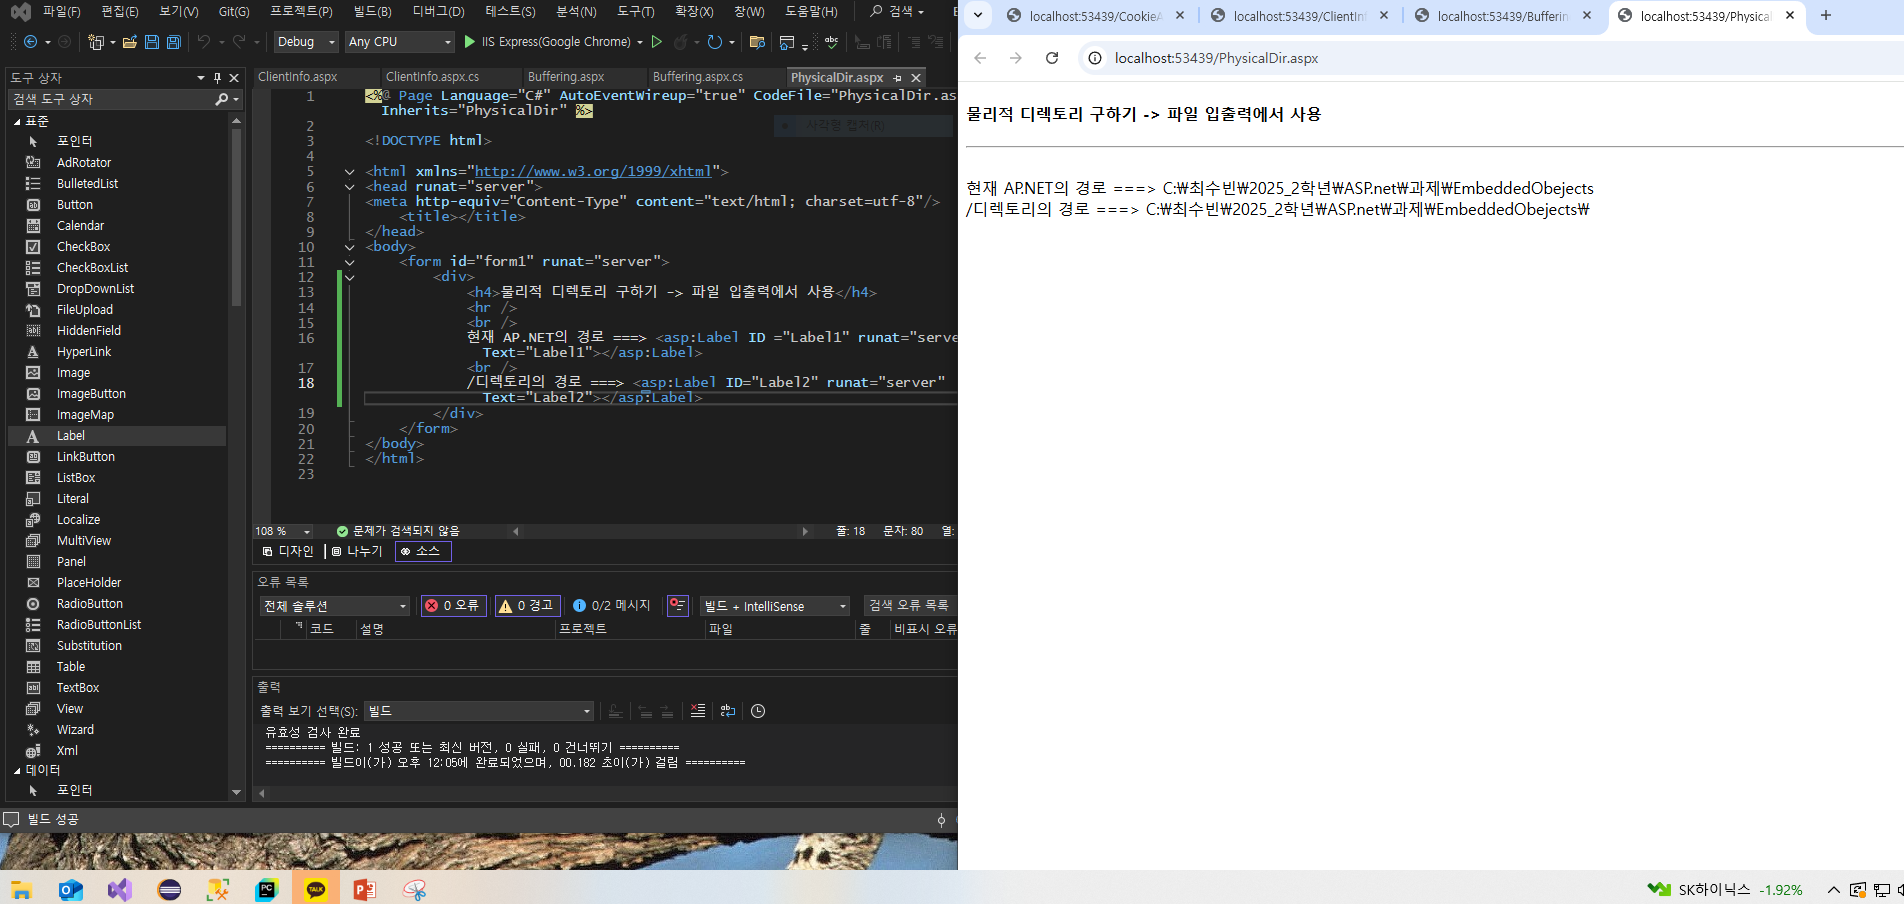 파일(F) 편집(E) 보기(V) Git(G) 프로젝트(P) 빌드(B) 디버그(D) 테스트(S) 분석(N) 도구(T) 확장(X) 창(W) 도움말(H) 검색
Debug Any CPU IIS Express(Google Chrome)
도구 상자
검색 도구 상자
표준
포인터
AdRotator
BulletedList
Button
Calendar
CheckBox
CheckBoxList
DropDownList
FileUpload
HiddenField
HyperLink
Image
ImageButton
ImageMap
Label
LinkButton
ListBox
Literal
Localize
MultiView
Panel
PlaceHolder
RadioButton
RadioButtonList
Substitution
Table
TextBox
View
Wizard
Xml
데이터
포인터
ClientInfo.aspx ClientInfo.aspx.cs Buffering.aspx Buffering.aspx.cs PhysicalDir.aspx
1 <%@ Page Language="C#" AutoEventWireup="true" CodeFile="PhysicalDir.as
Inherits="PhysicalDir" %>
사각형 캡처(R)
2
3 <!DOCTYPE html>
4
5 <html xmlns="http://www.w3.org/1999/xhtml">
6 <head runat="server">
7 <meta http-equiv="Content-Type" content="text/html; charset=utf-8"/>
8 <title></title>
9 </head>
10 <body>
11 <form id="form1" runat="server">
12 <div>
13 <h4>물리적 디렉토리 구하기 -> 파일 입출력에서 사용</h4>
14 <hr />
15 <br />
16 현재 AP.NET의 경로 ===> <asp:Label ID ="Label1" runat="serve
Text="Label1"></asp:Label>
17 <br />
18 /디렉토리의 경로 ===> <asp:Label ID="Label2" runat="server"
Text="Label2"></asp:Label>
19 </div>
20 </form>
21 </body>
22 </html>
23
108 % 문제가 검색되지 않음 줄: 18 문자: 80 열:
디자인 나누기 소스
오류 목록
전체 솔루션 0 오류 0 경고 0/2 메시지 빌드 + IntelliSense 검색 오류 목록
코드 설명 프로젝트 파일 줄 비표시 오류
출력
출력 보기 선택(S): 빌드
유효성 검사 완료
========== 빌드: 1 성공 또는 최신 버전, 0 실패, 0 건너뛰기 ==========
========== 빌드이(가) 오후 12:05에 완료되었으며, 00.182 초이(가) 걸림 ==========
빌드 성공
localhost:53439/CookieA localhost:53439/ClientInf localhost:53439/Bufferin localhost:53439/Physical
localhost:53439/PhysicalDir.aspx
물리적 디렉토리 구하기 -> 파일 입출력에서 사용
현재 AP.NET의 경로 ===> C:₩최수빈₩2025_2학년₩ASP.net₩과제₩EmbeddedObejects
/디렉토리의 경로 ===> C:₩최수빈₩2025_2학년₩ASP.net₩과제₩EmbeddedObejects₩
PC TALK SK하이닉스 -1.92%